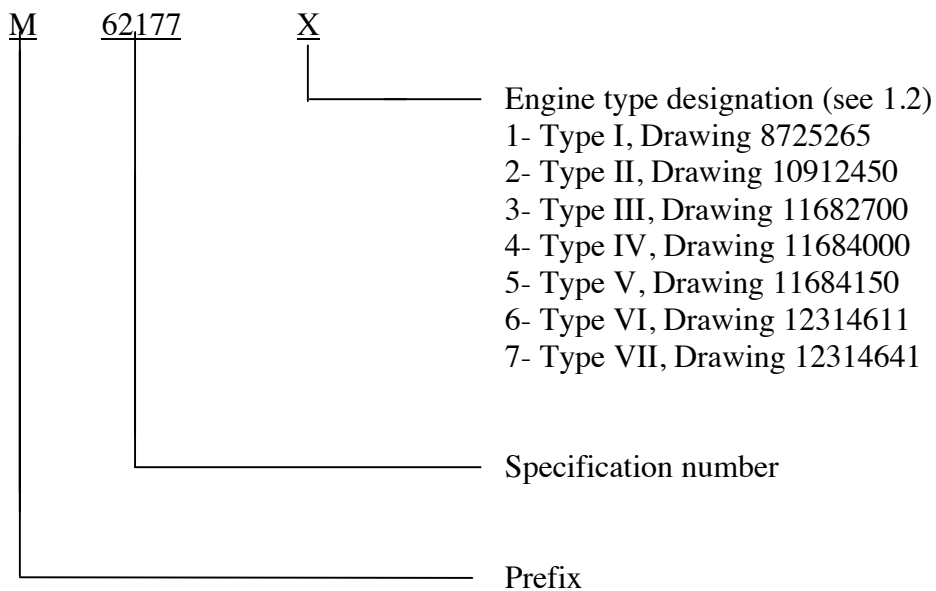 M 62177 X
Engine type designation (see 1.2)
1- Type I, Drawing 8725265
2- Type II, Drawing 10912450
3- Type III, Drawing 11682700
4- Type IV, Drawing 11684000
5- Type V, Drawing 11684150
6- Type VI, Drawing 12314611
7- Type VII, Drawing 12314641
Specification number
Prefix